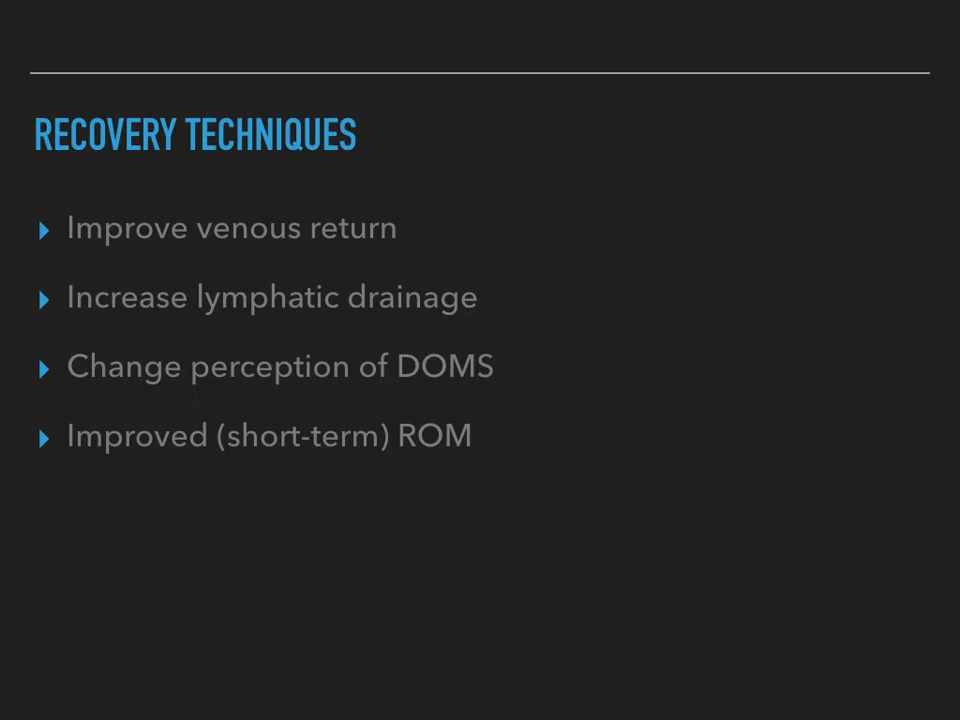 RECOVERY TECHNIQUES
Improve venous return
Increase lymphatic drainage
Change perception of DOMS
Improved (short-term) ROM